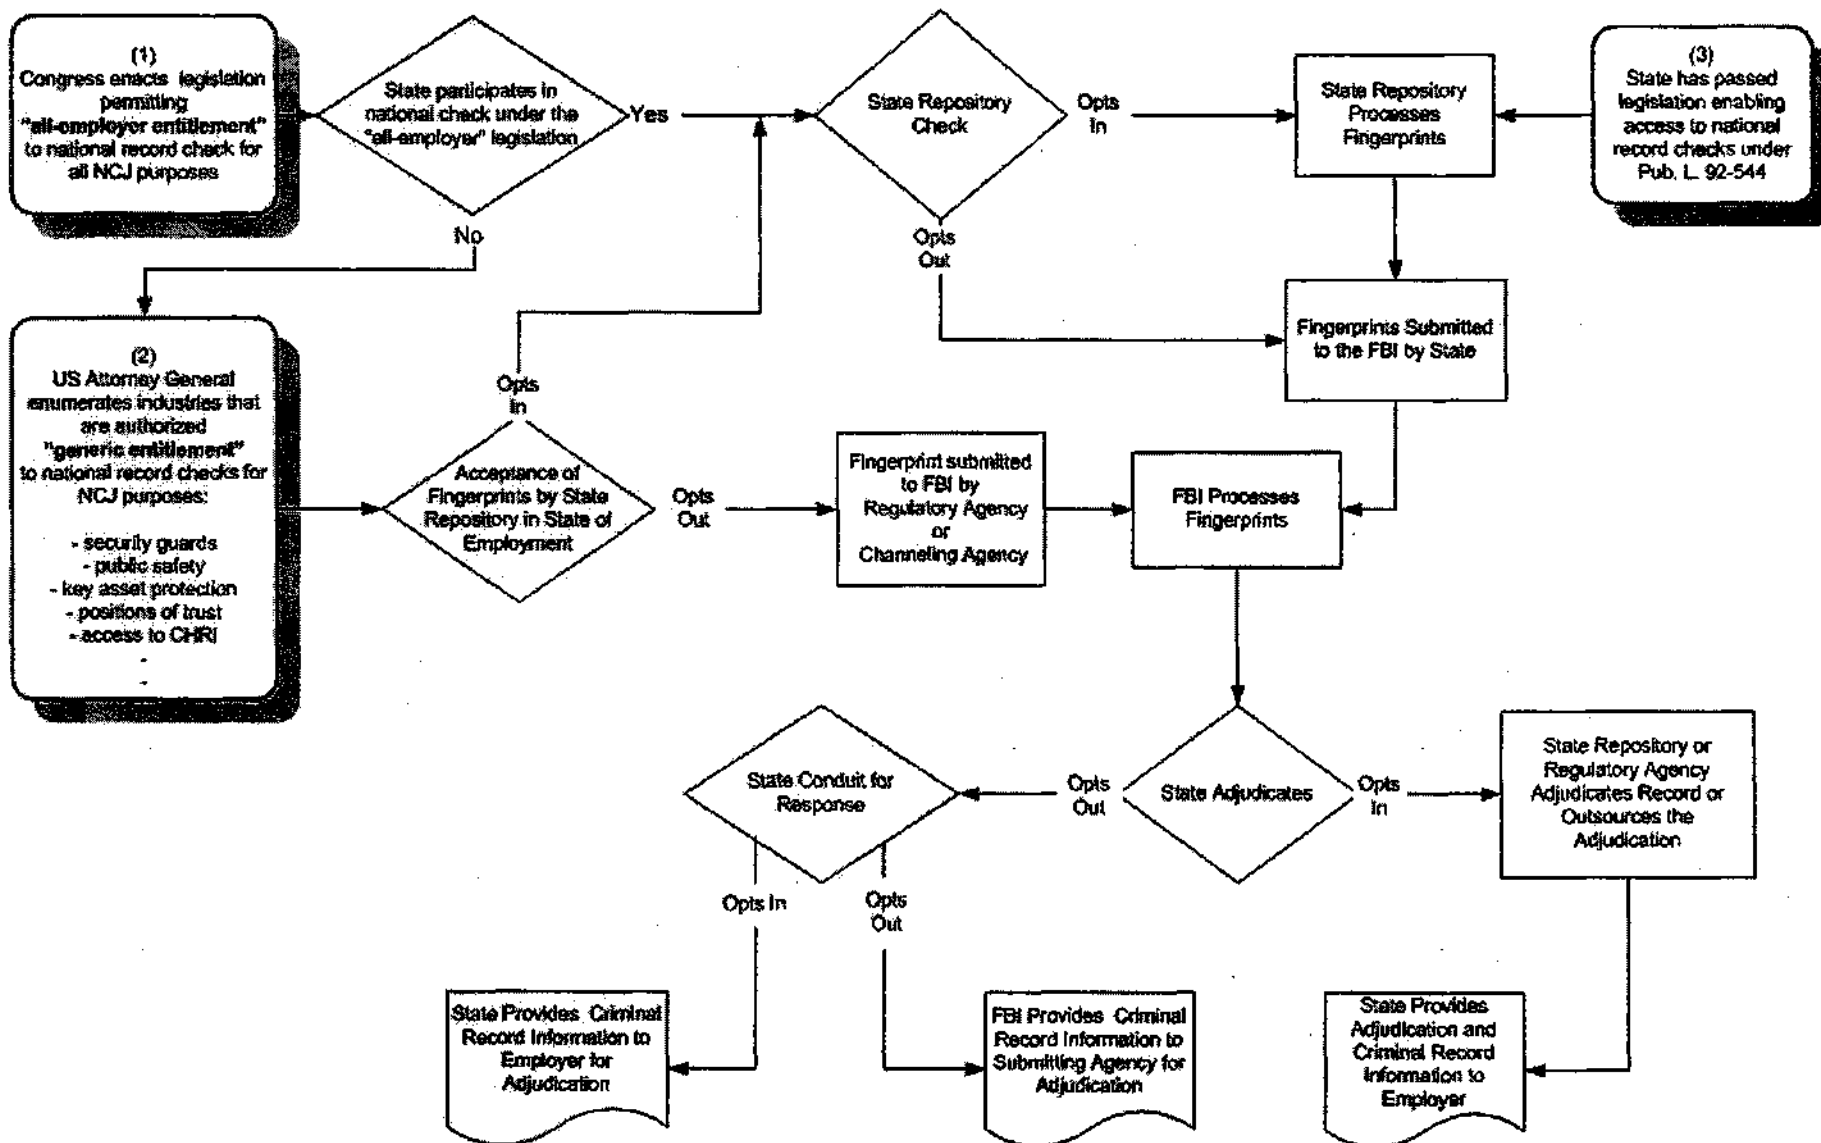 (1)
Congress enacts legislation
permitting
"all-employer entitlement"
to national record check for
all NCJ purposes
State participates in
national check under the
"all-employer" legislation
Yes
No
State Repository
Check
Opts
In
Opts
Out
State Repository
Processes
Fingerprints
(3)
State has passed
legislation enabling
access to national
record checks under
Pub. L. 92-544
Fingerprints Submitted
to the FBI by State
(2)
US Attorney General
enumerates industries that
are authorized
"generic entitlement"
to national record checks for
NCJ purposes:
- security guards
- public safety
- key asset protection
- positions of trust
- access to CHRI
-
-
Opts
In
Acceptance of
Fingerprints by State
Repository in State of
Employment
Opts
Out
Fingerprint submitted
to FBI by
Regulatory Agency
or
Channeling Agency
FBI Processes
Fingerprints
State Conduit for
Response
Opts
Out
State Adjudicates
Opts
In
State Repository or
Regulatory Agency
Adjudicates Record or
Outsources the
Adjudication
Opts In
Opts
Out
State Provides Criminal
Record Information to
Employer for
Adjudication
FBI Provides Criminal
Record Information to
Submitting Agency for
Adjudication
State Provides
Adjudication and
Criminal Record
Information to
Employer